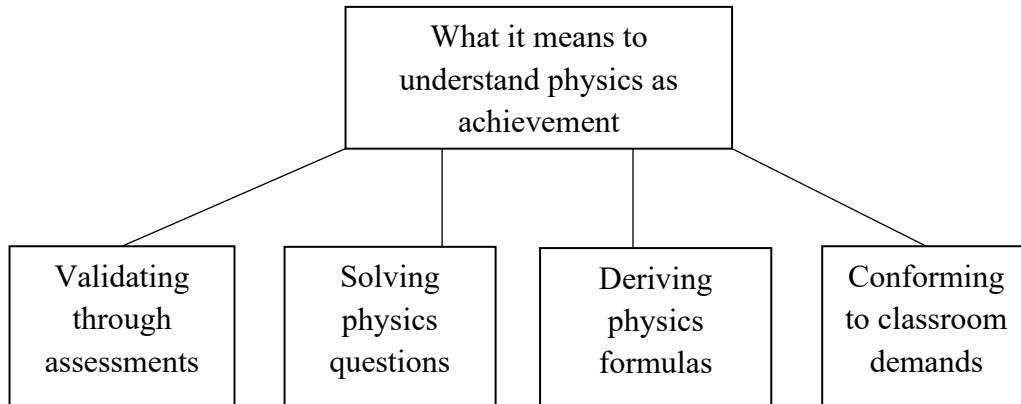 What it means to
understand physics as
achievement
Validating
through
assessments
Solving
physics
questions
Deriving
physics
formulas
Conforming
to classroom
demands